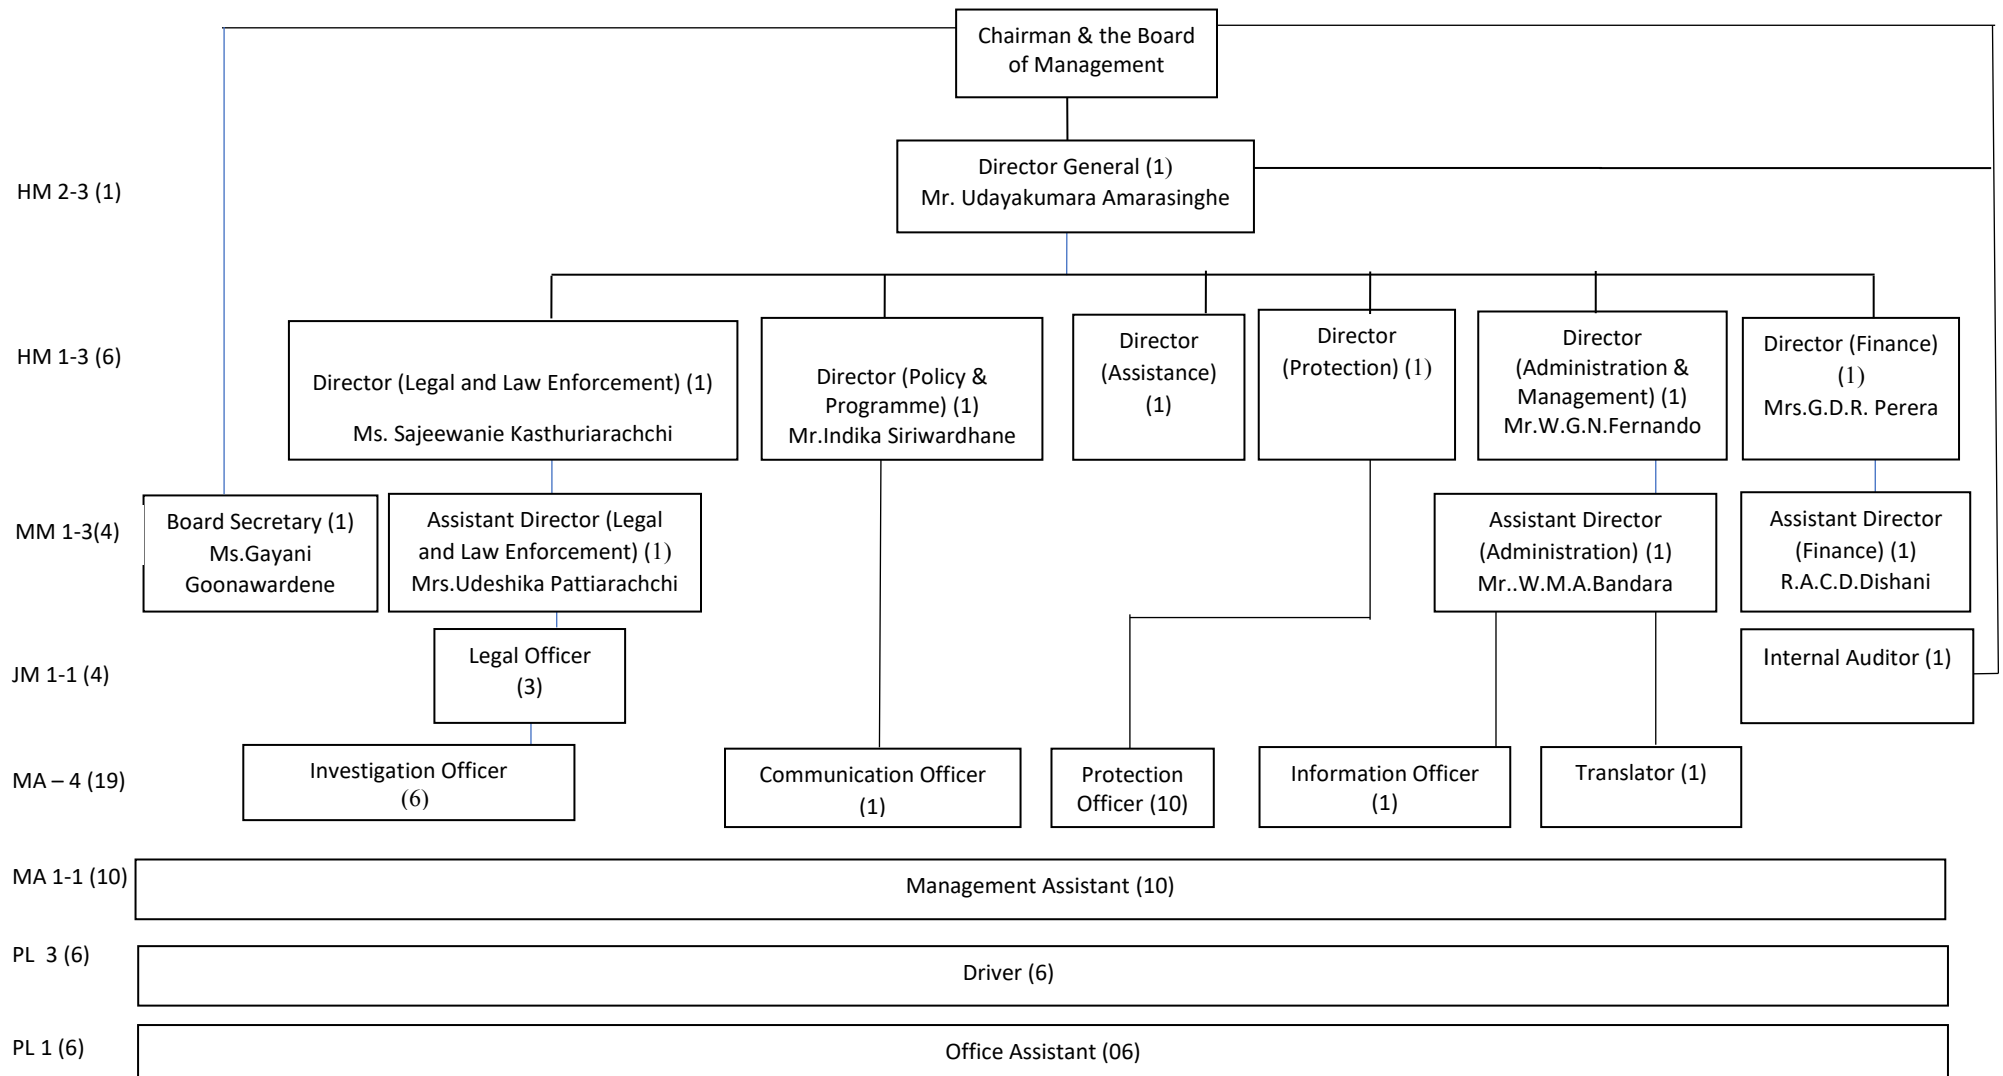 Chairman & the Board
of Management
HM 2-3 (1)
Director General (1)
Mr. Udayakumara Amarasinghe
HM 1-3 (6)
Director (Legal and Law Enforcement) (1)
Ms. Sajeewanie Kasthuriarachchi
Director (Policy &
Programme) (1)
Mr.Indika Siriwardhane
Director
(Assistance)
(1)
Director
(Protection) (1)
Director
(Administration &
Management) (1)
Mr.W.G.N.Fernando
Director (Finance)
(1)
Mrs.G.D.R. Perera
MM 1-3(4)
Board Secretary (1)
Ms.Gayani
Goonawardene
Assistant Director (Legal
and Law Enforcement) (1)
Mrs.Udeshika Pattiarachchi
Assistant Director
(Administration) (1)
Mr..W.M.A.Bandara
Assistant Director
(Finance) (1)
R.A.C.D.Dishani
JM 1-1 (4)
Legal Officer
(3)
Internal Auditor (1)
MA – 4 (19)
Investigation Officer
(6)
Communication Officer
(1)
Protection
Officer (10)
Information Officer
(1)
Translator (1)
MA 1-1 (10)
Management Assistant (10)
PL  3 (6)
Driver (6)
PL 1 (6)
Office Assistant (06)